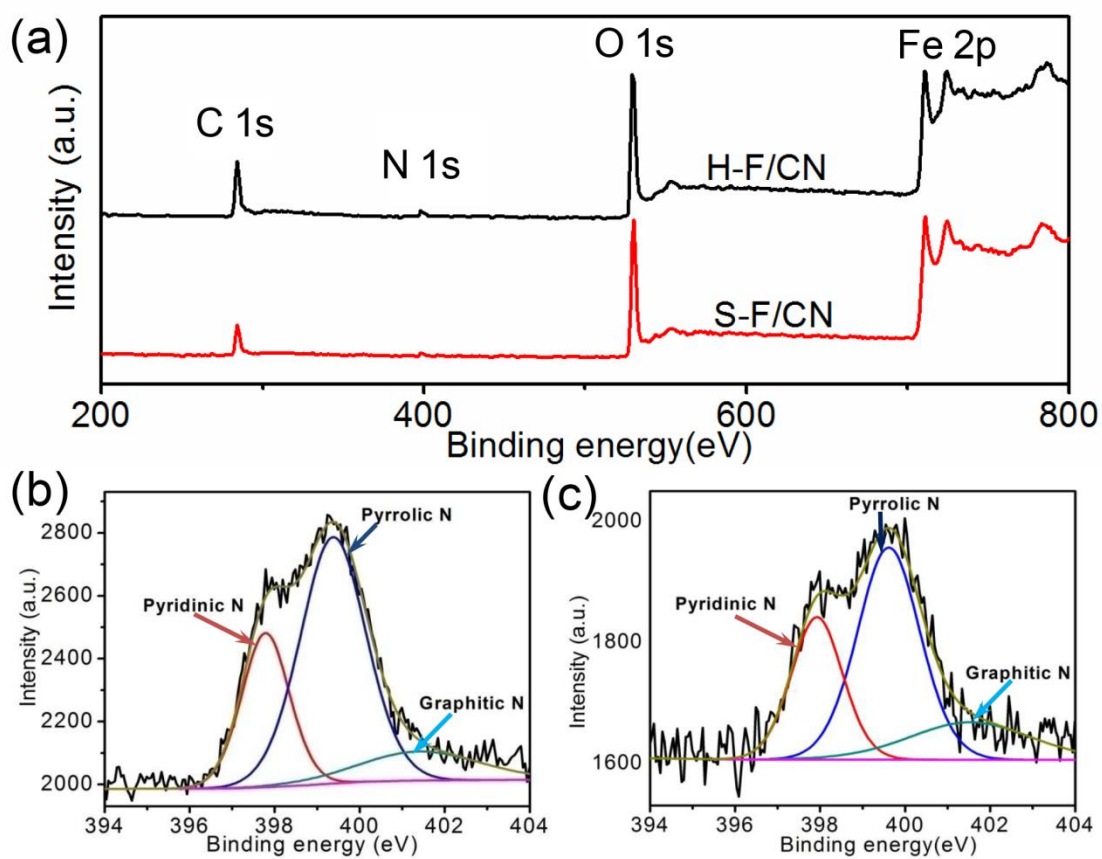 (a)
O 1s
Fe 2p
C 1s
N 1s
H-F/CN
S-F/CN
Intensity (a.u.)
200
400
600
800
Binding energy(eV)
(b)
Pyrrolic N
Pyridinic N
Graphitic N
Intensity (a.u.)
2800
2600
2400
2200
2000
394
396
398
400
402
404
Binding energy (eV)
(c)
Pyrrolic N
Pyridinic N
Graphitic N
Intensity (a.u.)
2000
1800
1600
394
396
398
400
402
404
Binding energy(eV)